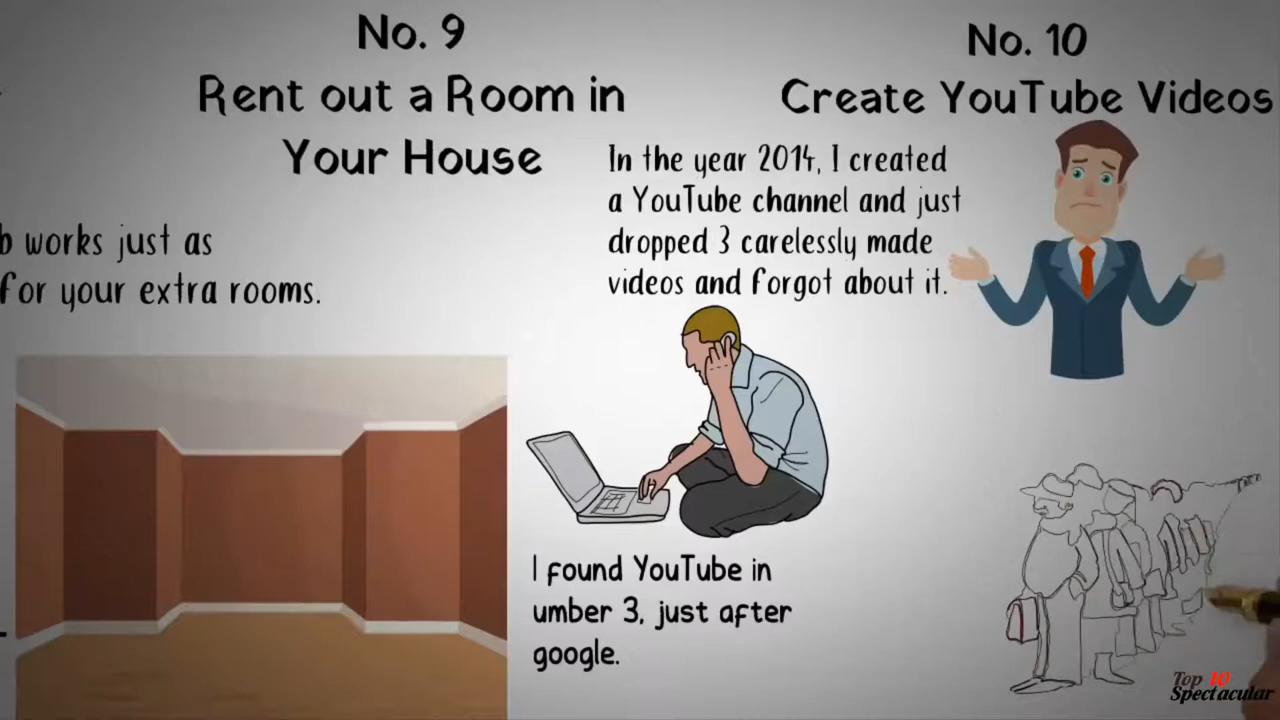 No. 9
Rent out a Room in
Your House
b works just as
for your extra rooms.
No. 10
Create YouTube Videos
In the year 2014, I created
a YouTube channel and just
dropped 3 carelessly made
videos and forgot about it.
I found YouTube in
umber 3, just after
google.
Top 10
Spectacular